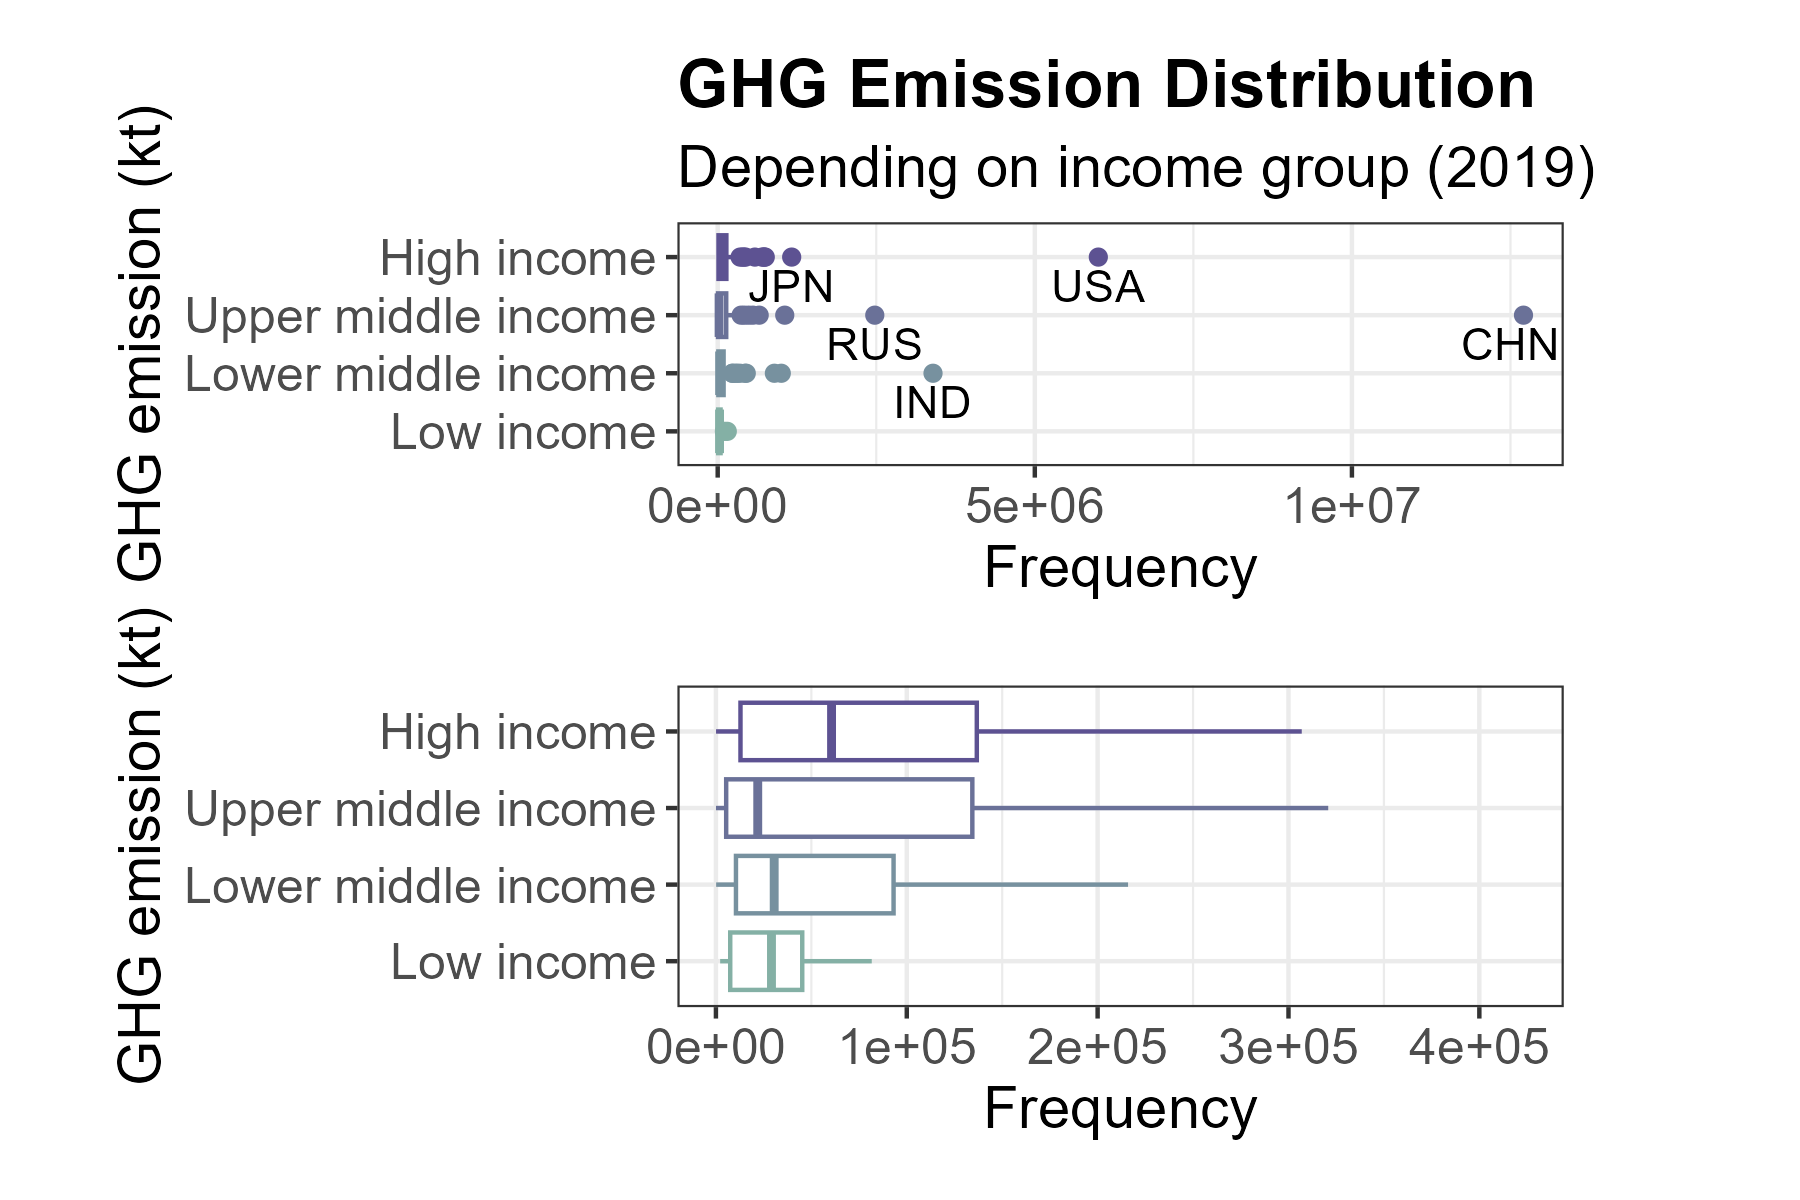 GHG Emission Distribution
Depending on income group (2019)
GHG emission (kt)
High income
Upper middle income
Lower middle income
Low income
JPN
USA
RUS
CHN
IND
0e+00 5e+06 1e+07
Frequency
GHG emission (kt)
High income
Upper middle income
Lower middle income
Low income
0e+00 1e+05 2e+05 3e+05 4e+05
Frequency